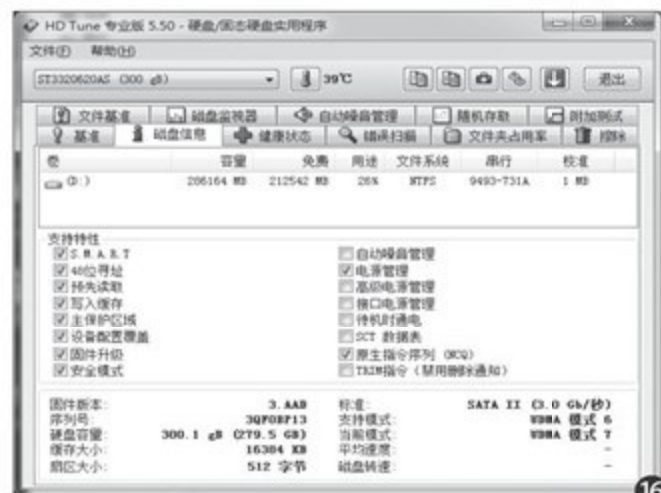 HD Tune 专业版 5.50 - 硬盘/固态硬盘实用程序
文件(F) 帮助(H)
ST3320620AS (300 gB) 39℃ 退出
文件基准 磁盘监视器 自动噪音管理 随机存取 附加测试
基准 磁盘信息 健康状态 错误扫描 文件夹占用率 擦除
卷 容量 免费 用途 文件系统 串行 校准
(D:) 286164 MB 212542 MB 26% NTFS 9493-731A 1 MB
支持特性
S.M.A.R.T 自动噪音管理
48位寻址 电源管理
预先读取 高级电源管理
写入缓存 接口电源管理
主保护区域 待机时通电
设备配置覆盖 SCT 数据表
固件升级 原生指令序列 (NCQ)
安全模式 TRIM指令 (禁用删除通知)
固件版本: 3.AAB 标准: SATA II (3.0 Gb/秒)
序列号: 3QF0BP13 支持模式: UDMA 模式 6
硬盘容量: 300.1 gB (279.5 GB) 当前模式: UDMA 模式 7
缓存大小: 16384 KB 平均速度: -
扇区大小: 512 字节 磁盘转速: -
16